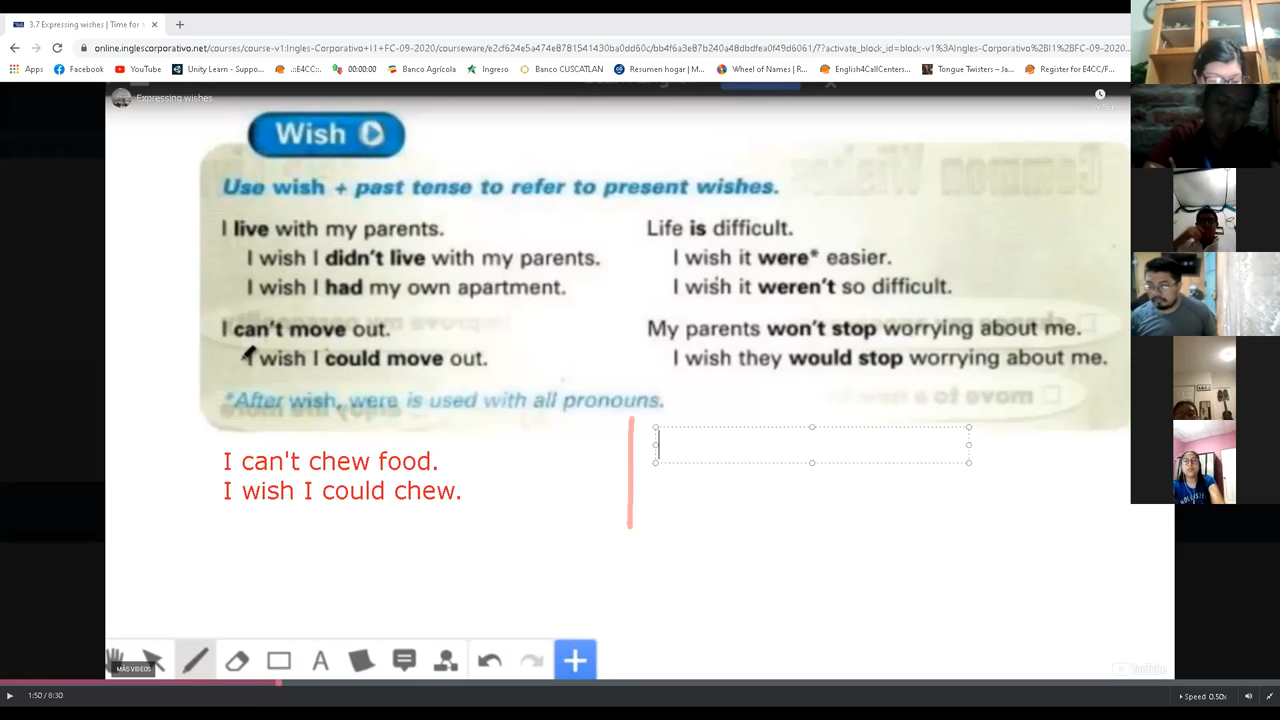 3.7 Expressing wishes | Time for s
online.inglescorporativo.net/courses/course-v1:Ingles-Corporativo+I1+FC-09-2020/courseware/e2cf624e5a474e8781541430ba0dd60c/bb4f6a3e87b240a48dbdfea0f49d6061/7?activate_block_id=block-v1%3AIngles-Corporativo%2BI1%2BFC-09-2020...
Apps Facebook YouTube Unity Learn - Suppo... .::E4CC::. 00:00:00 Banco Agrícola Ingreso Banco CUSCATLAN Resumen hogar | M... Wheel of Names | R... English4CallCenters... Tongue Twisters – Ja... Register for E4CC/F...
Expressing wishes
Wish
Use wish + past tense to refer to present wishes.
I live with my parents.
I wish I didn't live with my parents.
I wish I had my own apartment.
I can't move out.
I wish I could move out.
Life is difficult.
I wish it were* easier.
I wish it weren't so difficult.
My parents won't stop worrying about me.
I wish they would stop worrying about me.
*After wish, were is used with all pronouns.
I can't chew food.
I wish I could chew.
MÁS VIDEOS
YouTube
1:50 / 8:30
Speed 0.50x